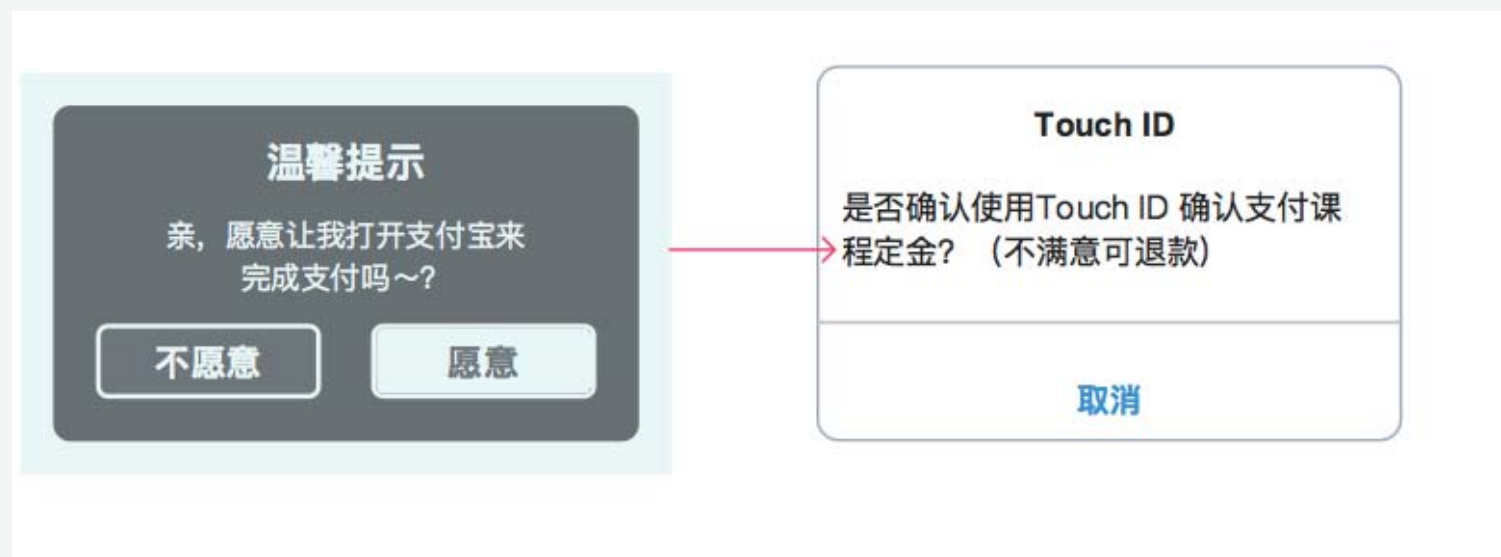 温馨提示
亲，愿意让我打开支付宝来
完成支付吗～?
不愿意
愿意
Touch ID
是否确认使用Touch ID 确认支付课
程定金？（不满意可退款）
取消